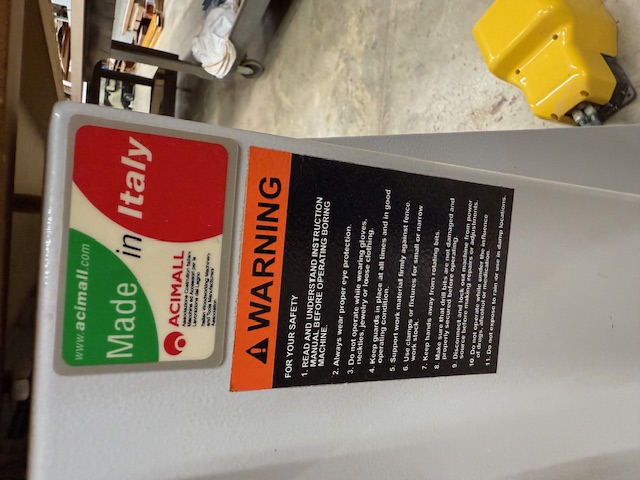 www.acimall.com
Made in Italy
ACIMALL
WARNING
FOR YOUR SAFETY
1. READ AND UNDERSTAND INSTRUCTION
MANUAL BEFORE OPERATING BORING
MACHINE.
2. Always wear proper eye protection.
3. Do not operate while wearing gloves,
neckties, jewelry or loose clothing.
4. Keep guards in place at all times and in good
operating condition.
5. Support work material firmly against fence.
6. Use clamps or fixtures for small or narrow
work stock.
7. Keep hands away from rotating bits.
8. Make certain that drill bits are not damaged and
properly secured before operating.
9. Disconnect and lockout machine from power
source before making repairs or adjustments.
10. Do not operate while under the influence
of drugs, alcohol or medication.
11. Do not expose to rain or use in damp locations.